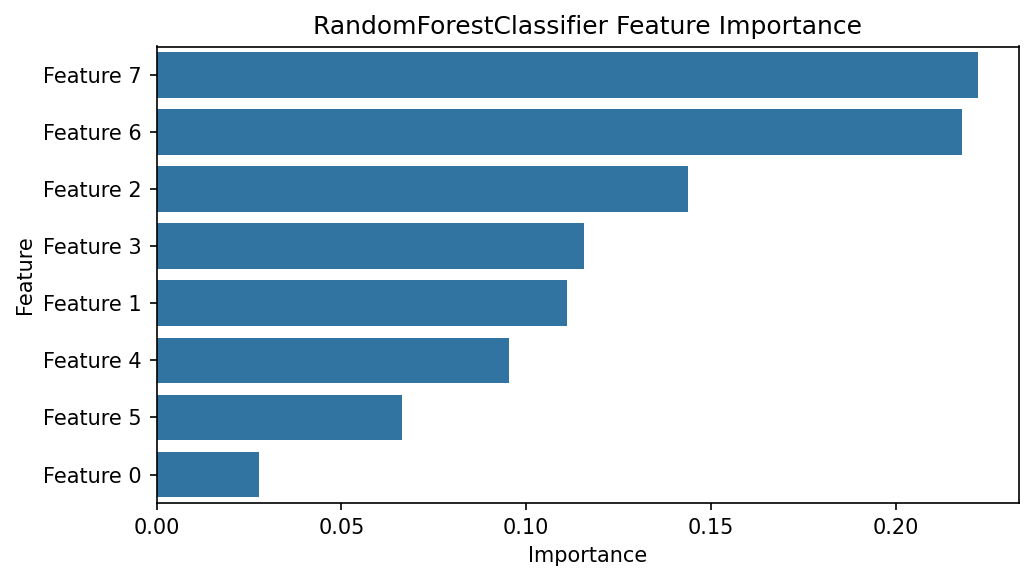 RandomForestClassifier Feature Importance
Feature 7
Feature 6
Feature 2
Feature 3
Feature 1
Feature 4
Feature 5
Feature 0
Feature
0.00 0.05 0.10 0.15 0.20
Importance